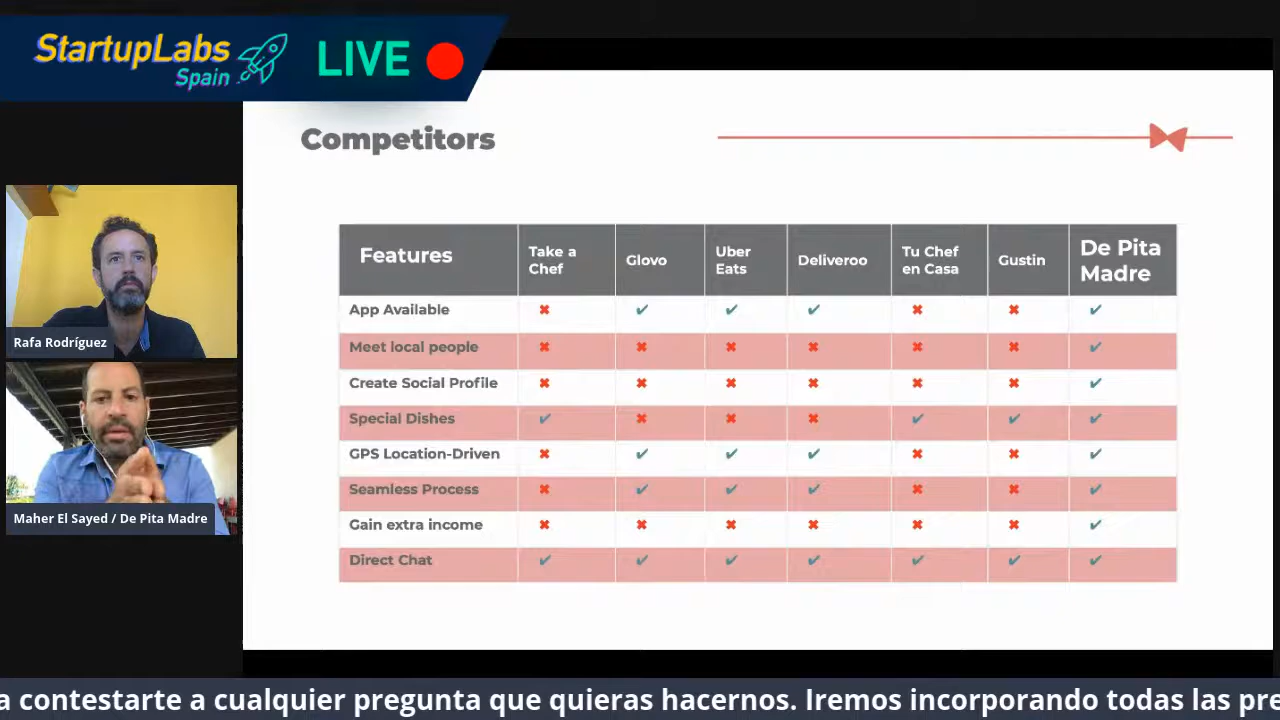 StartupLabs
Spain
LIVE
Competitors
Rafa Rodríguez
Maher El Sayed / De Pita Madre
Features
Take a
Chef
Glovo
Uber
Eats
Deliveroo
Tu Chef
en Casa
Gustin
De Pita
Madre
App Available ✖ ✔ ✔ ✔ ✖ ✖ ✔
Meet local people ✖ ✖ ✖ ✖ ✖ ✖ ✔
Create Social Profile ✖ ✖ ✖ ✖ ✖ ✖ ✔
Special Dishes ✔ ✖ ✖ ✖ ✔ ✔ ✔
GPS Location-Driven ✖ ✔ ✔ ✔ ✖ ✖ ✔
Seamless Process ✖ ✔ ✔ ✔ ✖ ✖ ✔
Gain extra income ✖ ✖ ✖ ✖ ✖ ✖ ✔
Direct Chat ✔ ✔ ✔ ✔ ✔ ✔ ✔
a contestarte a cualquier pregunta que quieras hacernos. Iremos incorporando todas las pre